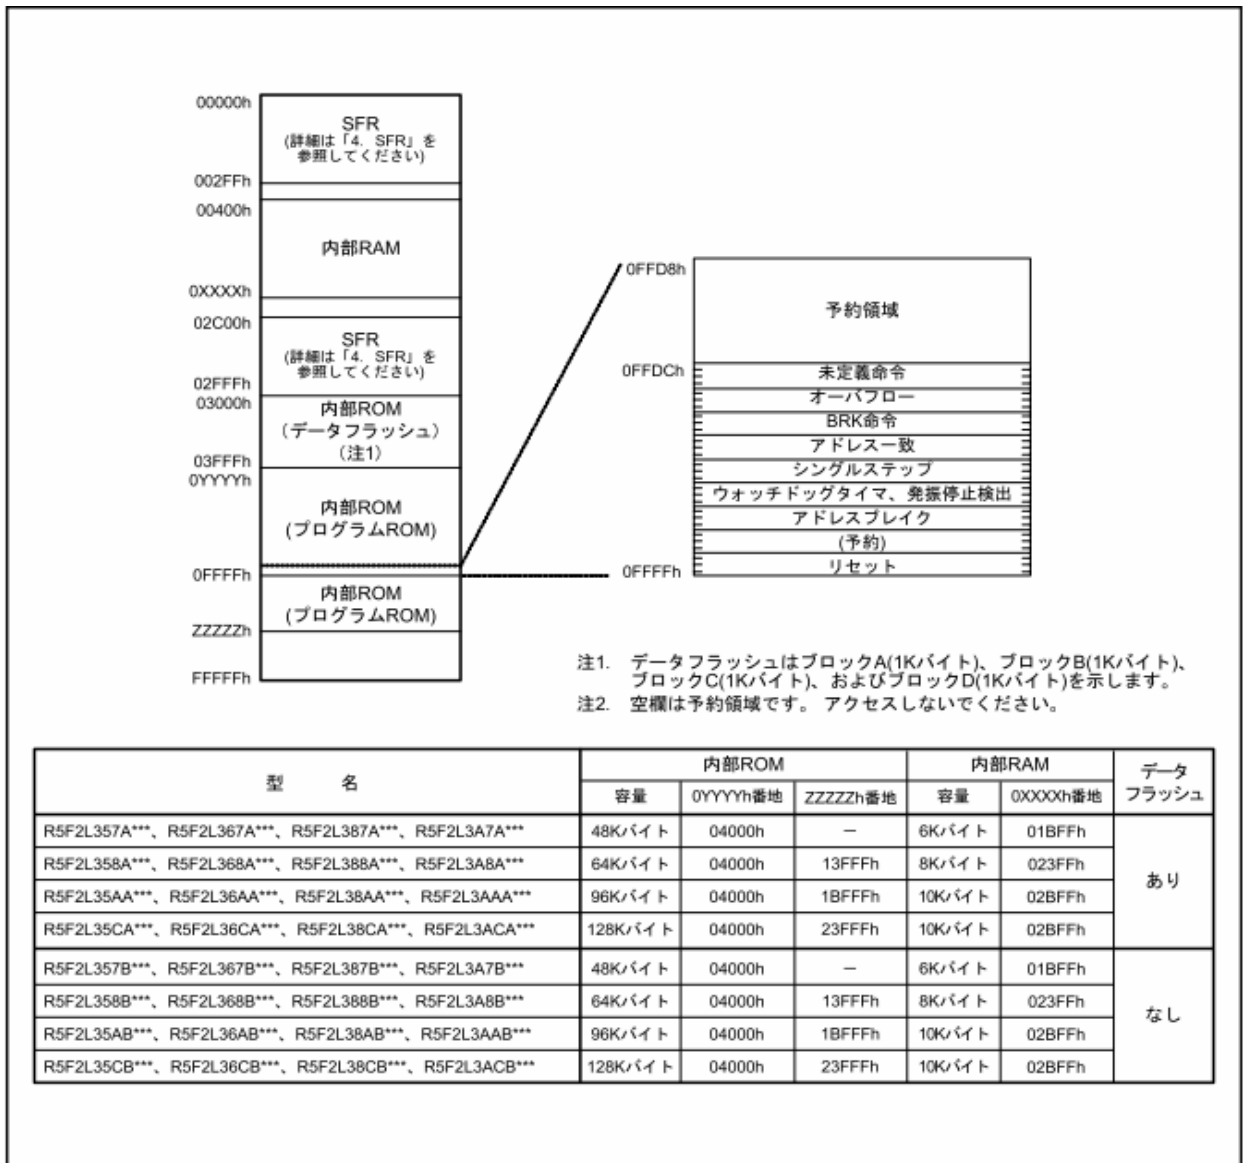 00000h
SFR
(詳細は「4. SFR」を
参照してください)
002FFh
00400h
内部RAM
0XXXXh
02C00h
SFR
(詳細は「4. SFR」を
参照してください)
02FFFh
03000h
内部ROM
(データフラッシュ)
(注1)
03FFFh
0YYYYh
内部ROM
(プログラムROM)
0FFFFh
内部ROM
(プログラムROM)
ZZZZZh
FFFFFh
0FFD8h
予約領域
0FFDCh
未定義命令
オーバフロー
BRK命令
アドレス一致
シングルステップ
ウォッチドッグタイマ、発振停止検出
アドレスブレイク
(予約)
0FFFFh
リセット
注1. データフラッシュはブロックA(1Kバイト)、ブロックB(1Kバイト)、
ブロックC(1Kバイト)、およびブロックD(1Kバイト)を示します。
注2. 空欄は予約領域です。 アクセスしないでください。
型 名 内部ROM 内部RAM データ
フラッシュ
容量 0YYYYh番地 ZZZZZh番地 容量 0XXXXh番地
R5F2L357A***、R5F2L367A***、R5F2L387A***、R5F2L3A7A*** 48Kバイト 04000h − 6Kバイト 01BFFh
R5F2L358A***、R5F2L368A***、R5F2L388A***、R5F2L3A8A*** 64Kバイト 04000h 13FFFh 8Kバイト 023FFh
あり
R5F2L35AA***、R5F2L36AA***、R5F2L38AA***、R5F2L3AAA*** 96Kバイト 04000h 1BFFFh 10Kバイト 02BFFh
R5F2L35CA***、R5F2L36CA***、R5F2L38CA***、R5F2L3ACA*** 128Kバイト 04000h 23FFFh 10Kバイト 02BFFh
R5F2L357B***、R5F2L367B***、R5F2L387B***、R5F2L3A7B*** 48Kバイト 04000h − 6Kバイト 01BFFh
R5F2L358B***、R5F2L368B***、R5F2L388B***、R5F2L3A8B*** 64Kバイト 04000h 13FFFh 8Kバイト 023FFh
なし
R5F2L35AB***、R5F2L36AB***、R5F2L38AB***、R5F2L3AAB*** 96Kバイト 04000h 1BFFFh 10Kバイト 02BFFh
R5F2L35CB***、R5F2L36CB***、R5F2L38CB***、R5F2L3ACB*** 128Kバイト 04000h 23FFFh 10Kバイト 02BFFh